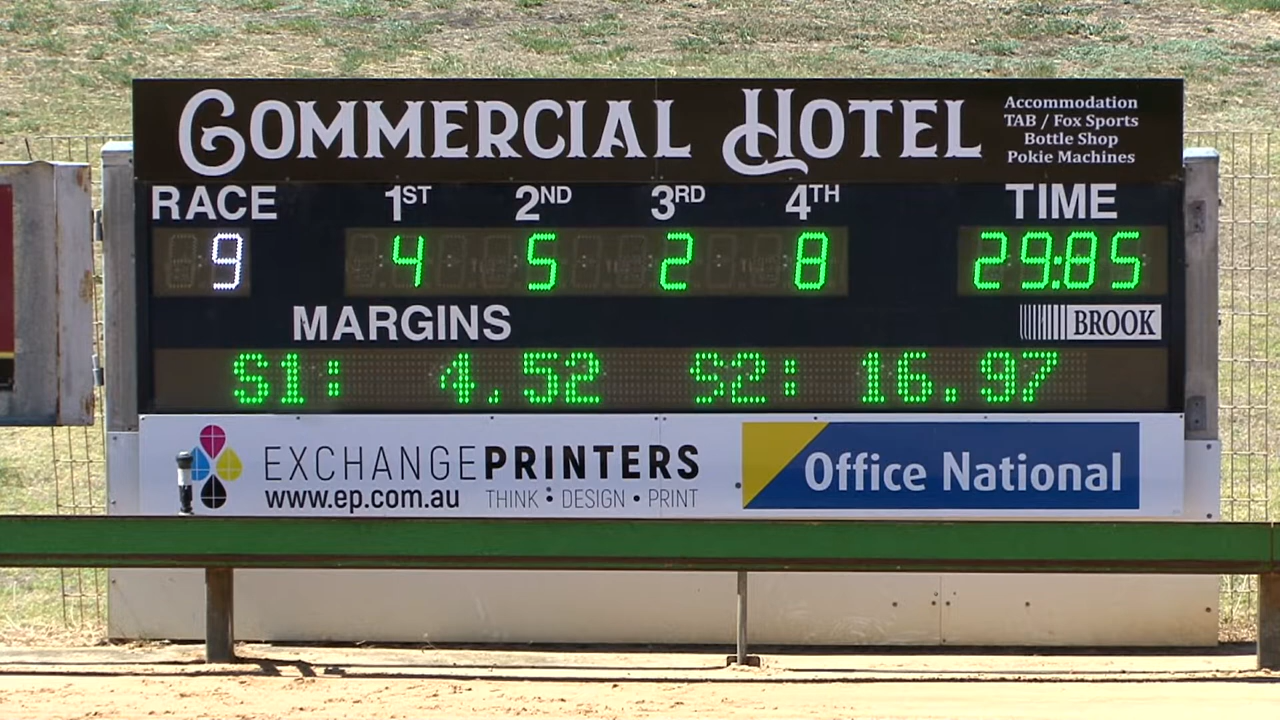 COMMERCIAL HOTEL
Accommodation
TAB / Fox Sports
Bottle Shop
Pokie Machines
RACE 1ST 2ND 3RD 4TH TIME
9 4 5 2 8 29:85
MARGINS
BROOK
S1: 4.52 S2: 16.97
EXCHANGEPRINTERS
www.ep.com.au THINK • DESIGN • PRINT
Office National